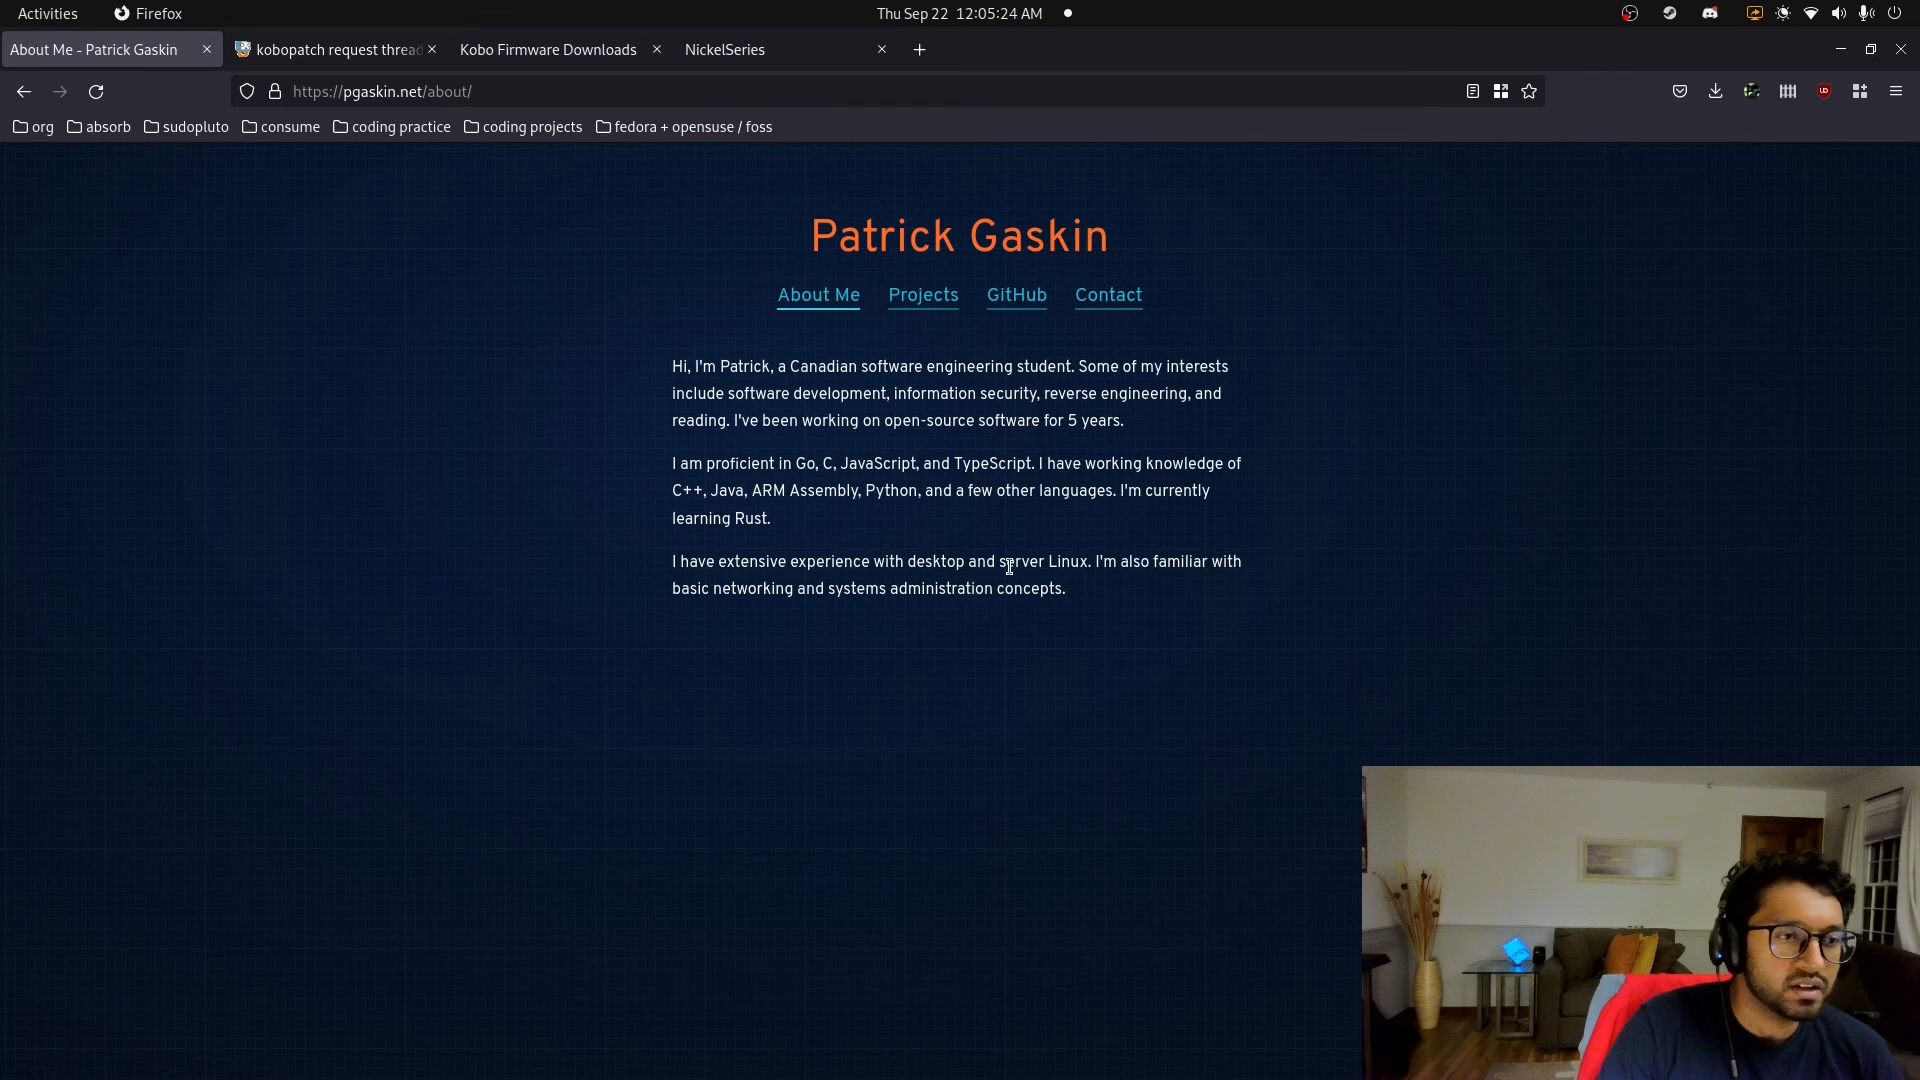 Activities
Firefox
Thu Sep 22 12:05:24 AM
About Me - Patrick Gaskin
kobopatch request thread
Kobo Firmware Downloads
NickelSeries
https://pgaskin.net/about/
org
absorb
sudopluto
consume
coding practice
coding projects
fedora + opensuse / foss
Patrick Gaskin
About Me
Projects
GitHub
Contact
Hi, I'm Patrick, a Canadian software engineering student. Some of my interests
include software development, information security, reverse engineering, and
reading. I've been working on open-source software for 5 years.
I am proficient in Go, C, JavaScript, and TypeScript. I have working knowledge of
C++, Java, ARM Assembly, Python, and a few other languages. I'm currently
learning Rust.
I have extensive experience with desktop and server Linux. I'm also familiar with
basic networking and systems administration concepts.